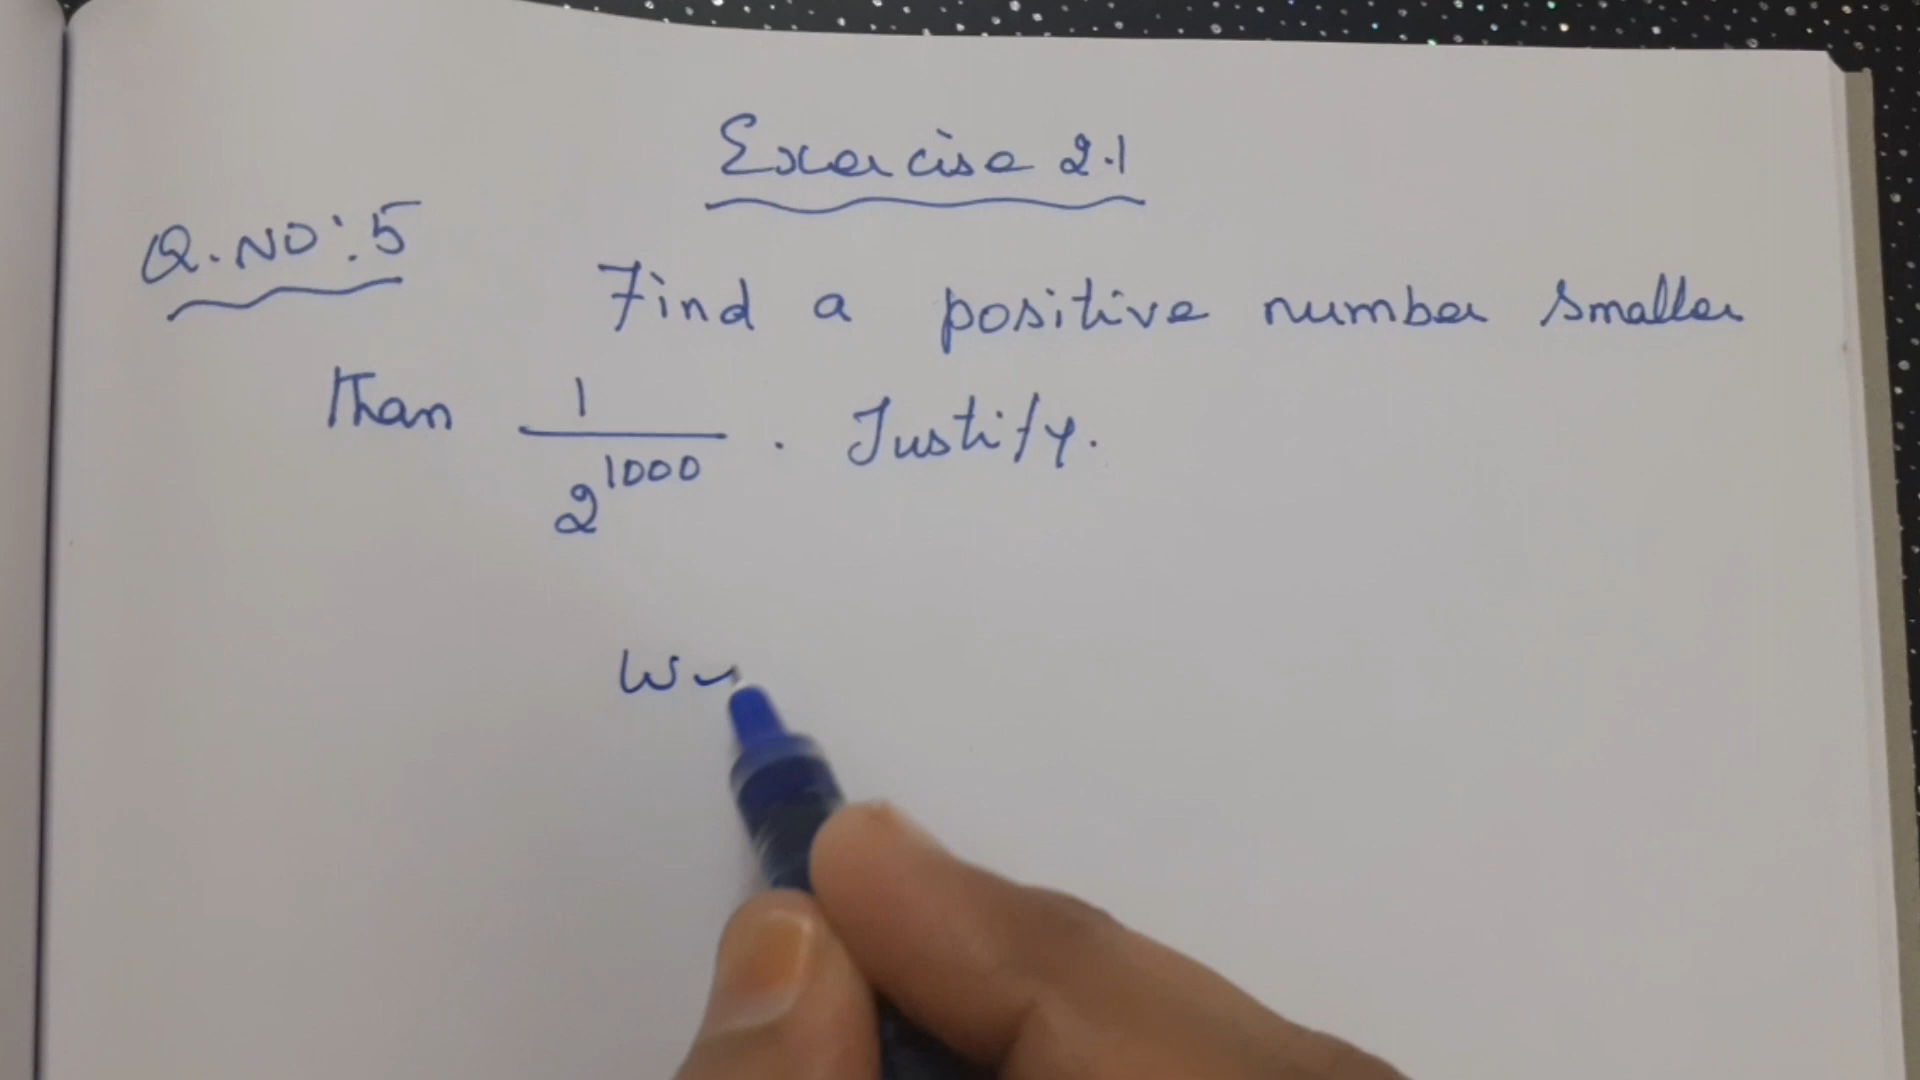 Exercise 2.1
Q.NO:5
Find a positive number smaller
than 1/2^1000. Justify.
W